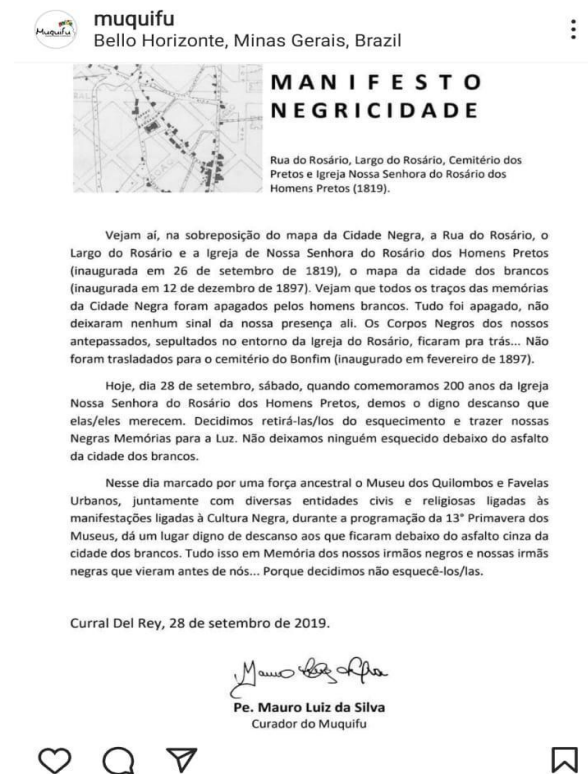 muquifu
Bello Horizonte, Minas Gerais, Brazil
Muquifu
MANIFESTO
NEGRICIDADE
Rua do Rosário, Largo do Rosário, Cemitério dos
Pretos e Igreja Nossa Senhora do Rosário dos
Homens Pretos (1819).
Vejam aí, na sobreposição do mapa da Cidade Negra, a Rua do Rosário, o
Largo do Rosário e a Igreja de Nossa Senhora do Rosário dos Homens Pretos
(inaugurada em 26 de setembro de 1819), o mapa da cidade dos brancos
(inaugurada em 12 de dezembro de 1897). Vejam que todos os traços das memórias
da Cidade Negra foram apagados pelos homens brancos. Tudo foi apagado, não
deixaram nenhum sinal da nossa presença ali. Os Corpos Negros dos nossos
antepassados, sepultados no entorno da Igreja do Rosário, ficaram pra trás... Não
foram trasladados para o cemitério do Bonfim (inaugurado em fevereiro de 1897).
Hoje, dia 28 de setembro, sábado, quando comemoramos 200 anos da Igreja
Nossa Senhora do Rosário dos Homens Pretos, demos o digno descanso que
elas/eles merecem. Decidimos retirá-las/los do esquecimento e trazer nossas
Negras Memórias para a Luz. Não deixamos ninguém esquecido debaixo do asfalto
da cidade dos brancos.
Nesse dia marcado por uma força ancestral o Museu dos Quilombos e Favelas
Urbanos, juntamente com diversas entidades civis e religiosas ligadas às
manifestações ligadas à Cultura Negra, durante a programação da 13° Primavera dos
Museus, dá um lugar digno de descanso aos que ficaram debaixo do asfalto cinza da
cidade dos brancos. Tudo isso em Memória dos nossos irmãos negros e nossas irmãs
negras que vieram antes de nós... Porque decidimos não esquecê-los/las.
Curral Del Rey, 28 de setembro de 2019.
Pe. Mauro Luiz da Silva
Curador do Muquifu